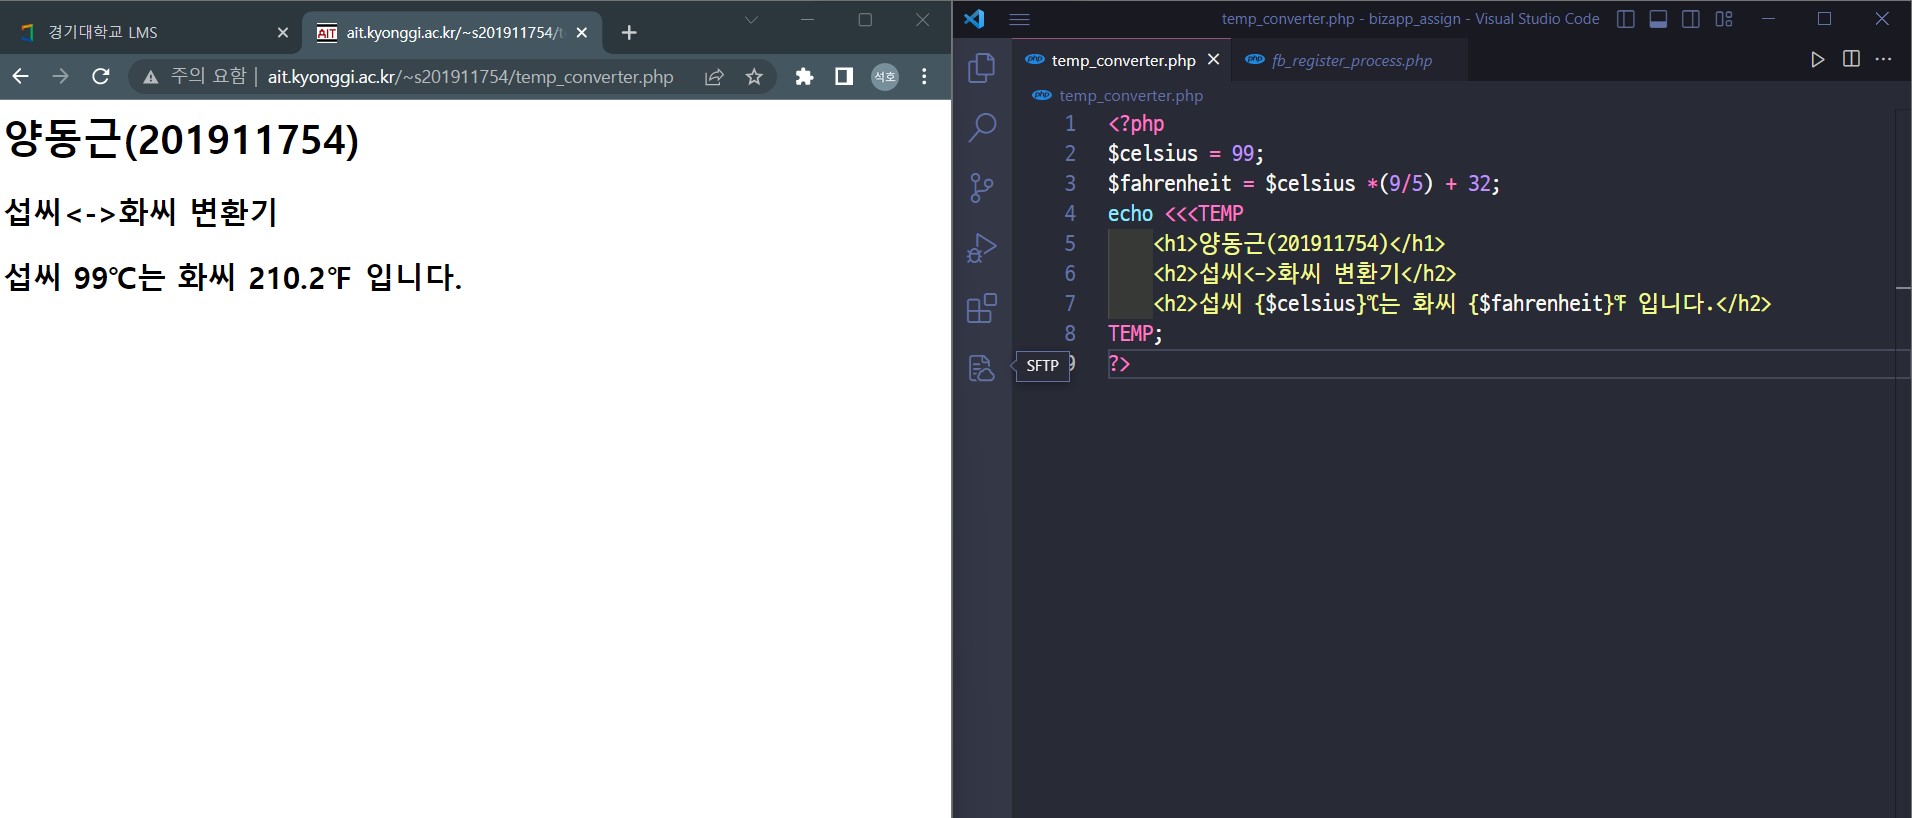 경기대학교 LMS
ait.kyonggi.ac.kr/~s201911754/t
주의 요함 | ait.kyonggi.ac.kr/~s201911754/temp_converter.php
석호
양동근(201911754)
섭씨<->화씨 변환기
섭씨 99℃는 화씨 210.2℉ 입니다.
temp_converter.php - bizapp_assign - Visual Studio Code
temp_converter.php
fb_register_process.php
temp_converter.php
1 <?php
2 $celsius = 99;
3 $fahrenheit = $celsius *(9/5) + 32;
4 echo <<<TEMP
5 <h1>양동근(201911754)</h1>
6 <h2>섭씨<->화씨 변환기</h2>
7 <h2>섭씨 {$celsius}℃는 화씨 {$fahrenheit}℉ 입니다.</h2>
8 TEMP;
9 ?>
SFTP